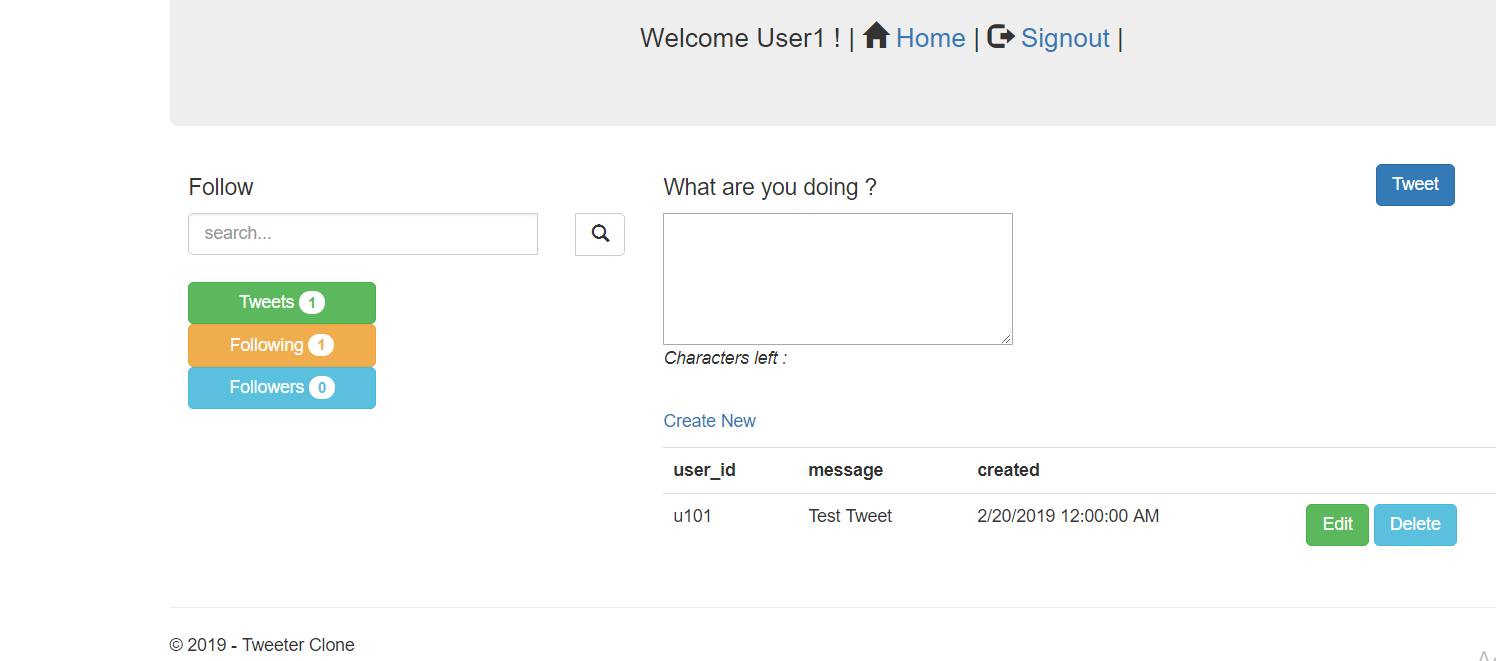 Welcome User1 ! | Home | Signout |
Follow
search...
Tweets 1
Following 1
Followers 0
What are you doing ?
Tweet
Characters left :
Create New
user_id message created
u101 Test Tweet 2/20/2019 12:00:00 AM Edit Delete
© 2019 - Tweeter Clone